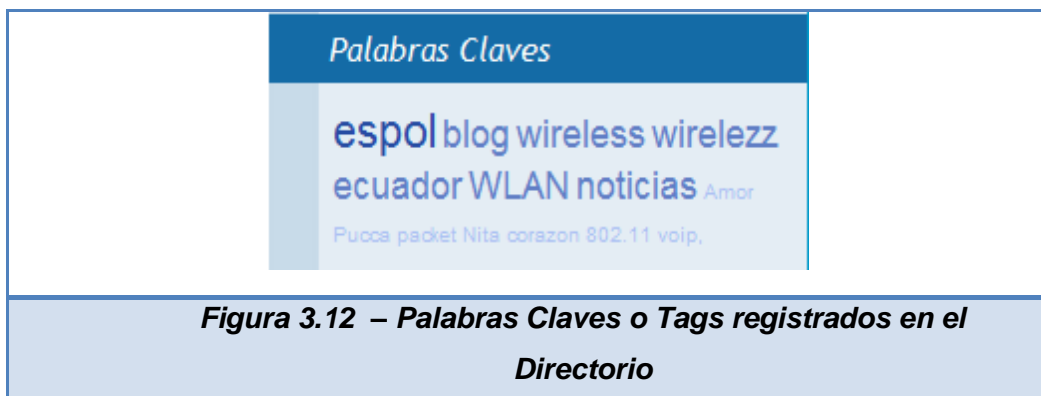 Palabras Claves
espol blog wireless wirelezz
ecuador WLAN noticias Amor
Pucca packet Nita corazon 802.11 voip,
Figura 3.12 – Palabras Claves o Tags registrados en el
Directorio